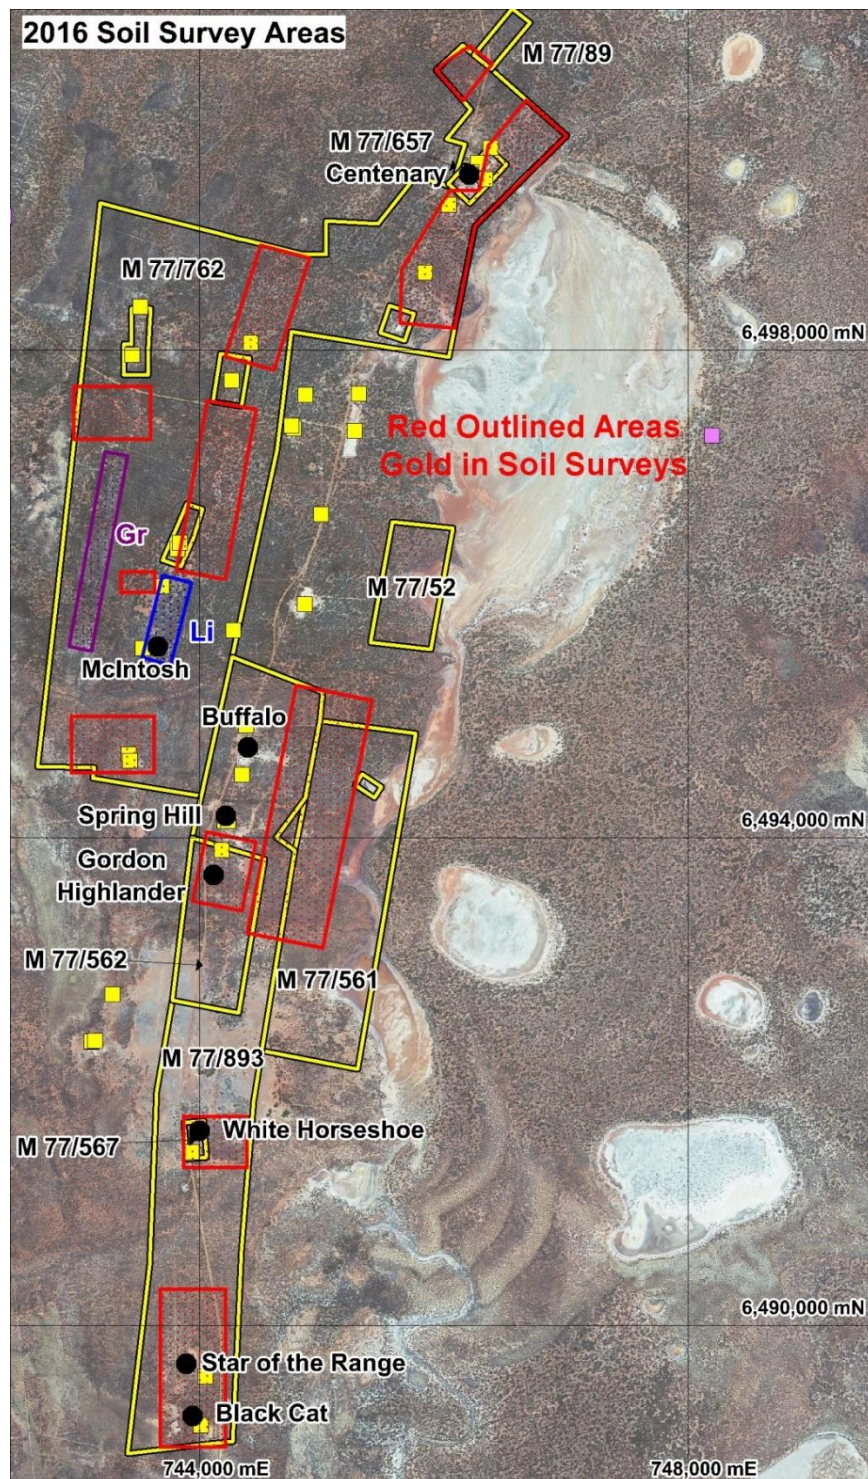 2016 Soil Survey Areas
M 77/89
M 77/657
Centenary
M 77/762
6,498,000 mN
Red Outlined Areas
Gold in Soil Surveys
Gr
M 77/52
Li
McIntosh
Buffalo
Spring Hill
6,494,000 mN
Gordon
Highlander
M 77/562
M 77/561
M 77/893
White Horseshoe
M 77/567
6,490,000 mN
Star of the Range
Black Cat
744,000 mE
748,000 mE